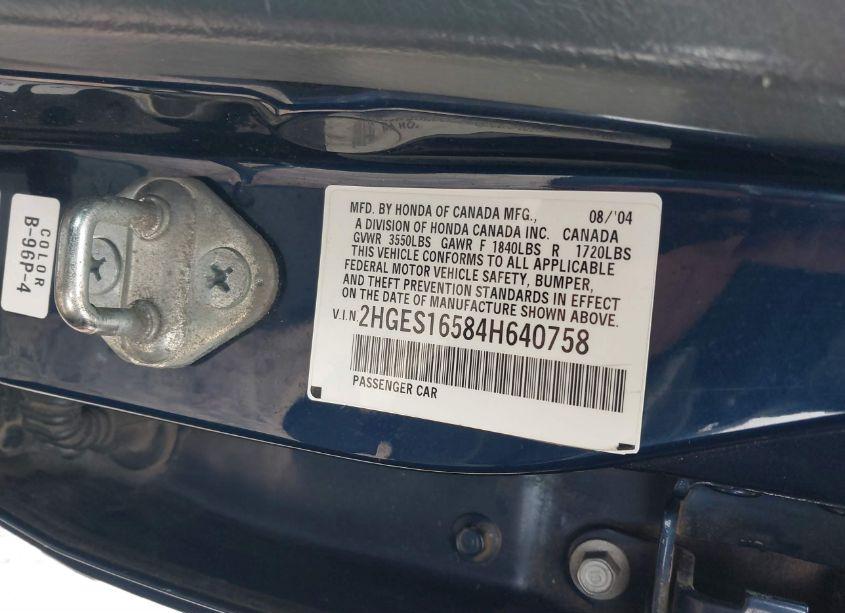 COLOR
B-96P-4
MFD. BY HONDA OF CANADA MFG., 08/'04
A DIVISION OF HONDA CANADA INC. CANADA
GVWR 3550LBS GAWR F 1840LBS R 1720LBS
THIS VEHICLE CONFORMS TO ALL APPLICABLE
FEDERAL MOTOR VEHICLE SAFETY, BUMPER,
AND THEFT PREVENTION STANDARDS IN EFFECT
ON THE DATE OF MANUFACTURE SHOWN ABOVE.
V.I.N. 2HGES16584H640758
PASSENGER CAR